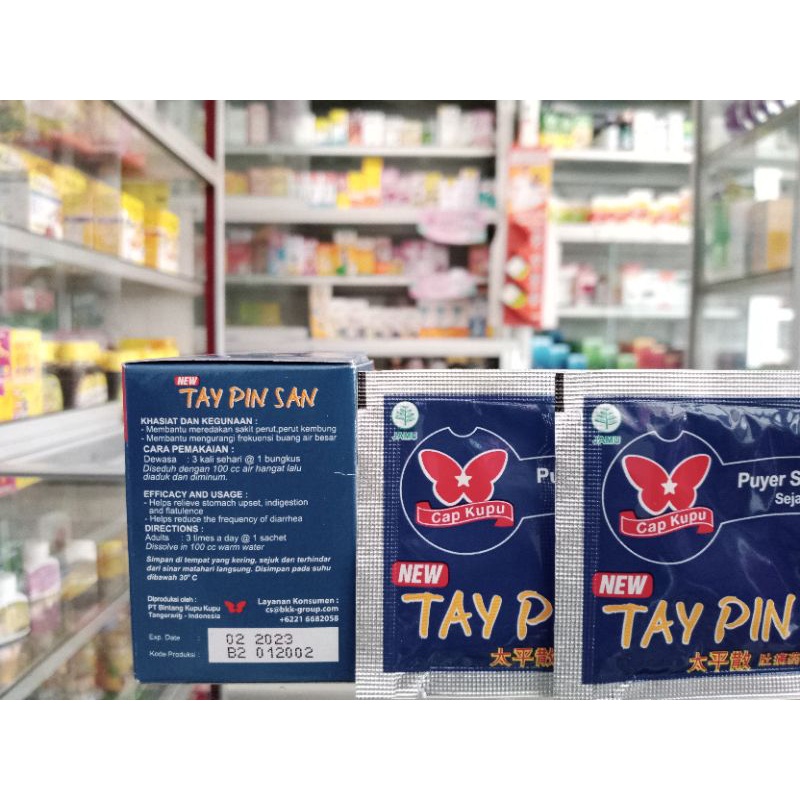 NEW
TAY PIN SAN
KHASIAT DAN KEGUNAAN :
- Membantu meredakan sakit perut,perut kembung
- Membantu mengurangi frekuensi buang air besar
CARA PEMAKAIAN :
Dewasa : 3 kali sehari @ 1 bungkus
Diseduh dengan 100 cc air hangat lalu
diaduk dan diminum.
EFFICACY AND USAGE :
- Helps relieve stomach upset, indigestion
and flatulence
- Helps reduce the frequency of diarrhea
DIRECTIONS :
Adults : 3 times a day @ 1 sachet
Dissolve in 100 cc warm water
Simpan di tempat yang kering, sejuk dan terhindar
dari sinar matahari langsung. Disimpan pada suhu
dibawah 30° C
Diproduksi oleh :
PT Bintang Kupu Kupu
Tangerang - Indonesia
Layanan Konsumen :
cs@bkk-group.com
+6221 6682058
Exp. Date 02 2023
Kode Produksi : B2 012002
JAMU
Cap Kupu
Pu
NEW
TAY P
太平散
JAMU
Cap Kupu
Puyer S
Seja
NEW
TAY PIN
太平散 肚痛药